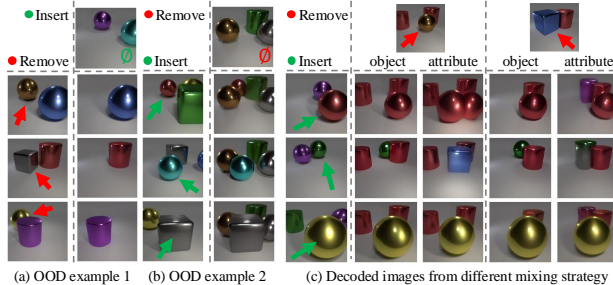 Insert
Remove
Remove
Remove
Insert
Insert
object attribute object attribute
∅
∅
(a) OOD example 1 (b) OOD example 2 (c) Decoded images from different mixing strategy